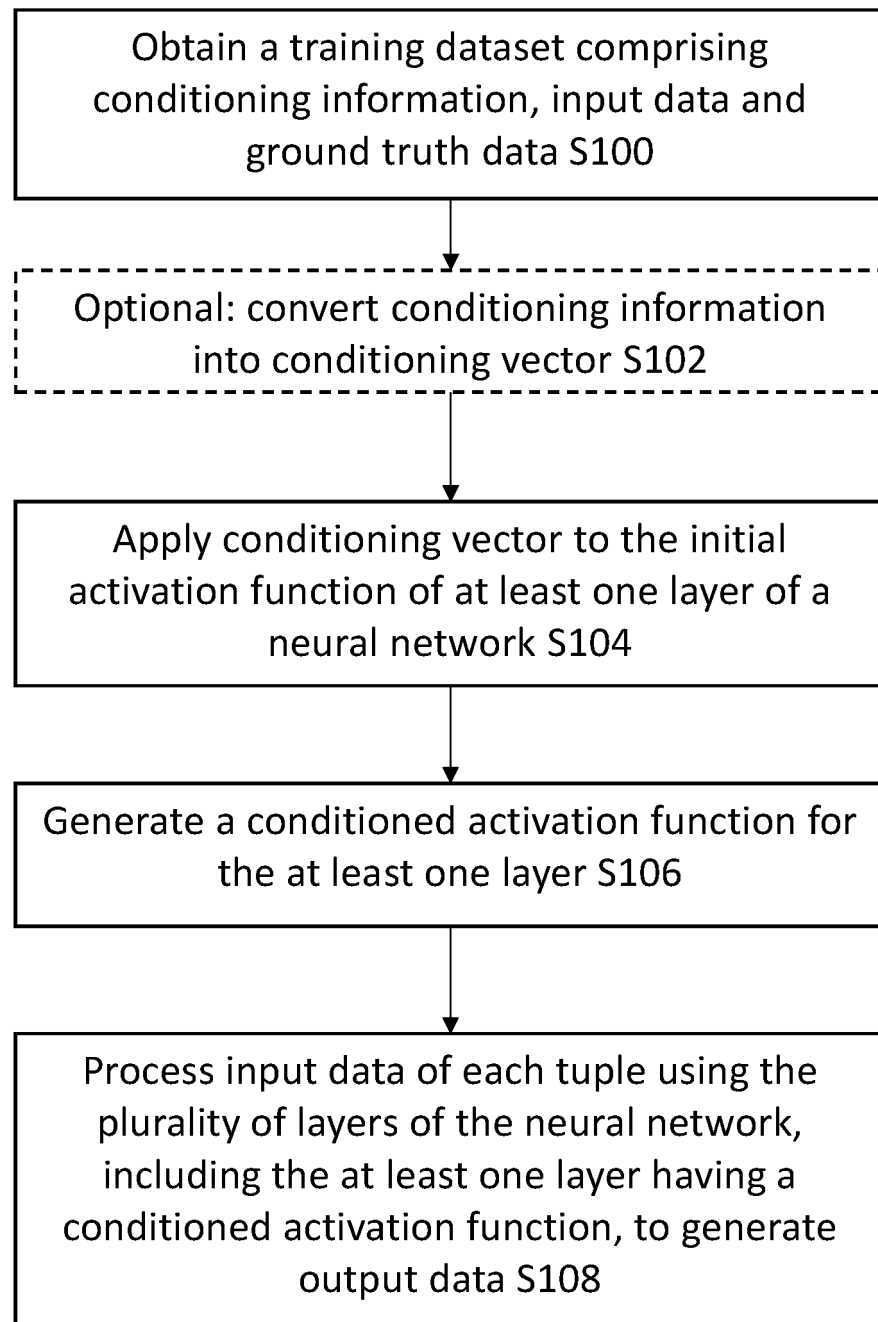 Obtain a training dataset comprising
conditioning information, input data and
ground truth data S100
Optional: convert conditioning information
into conditioning vector S102
Apply conditioning vector to the initial
activation function of at least one layer of a
neural network S104
Generate a conditioned activation function for
the at least one layer S106
Process input data of each tuple using the
plurality of layers of the neural network,
including the at least one layer having a
conditioned activation function, to generate
output data S108